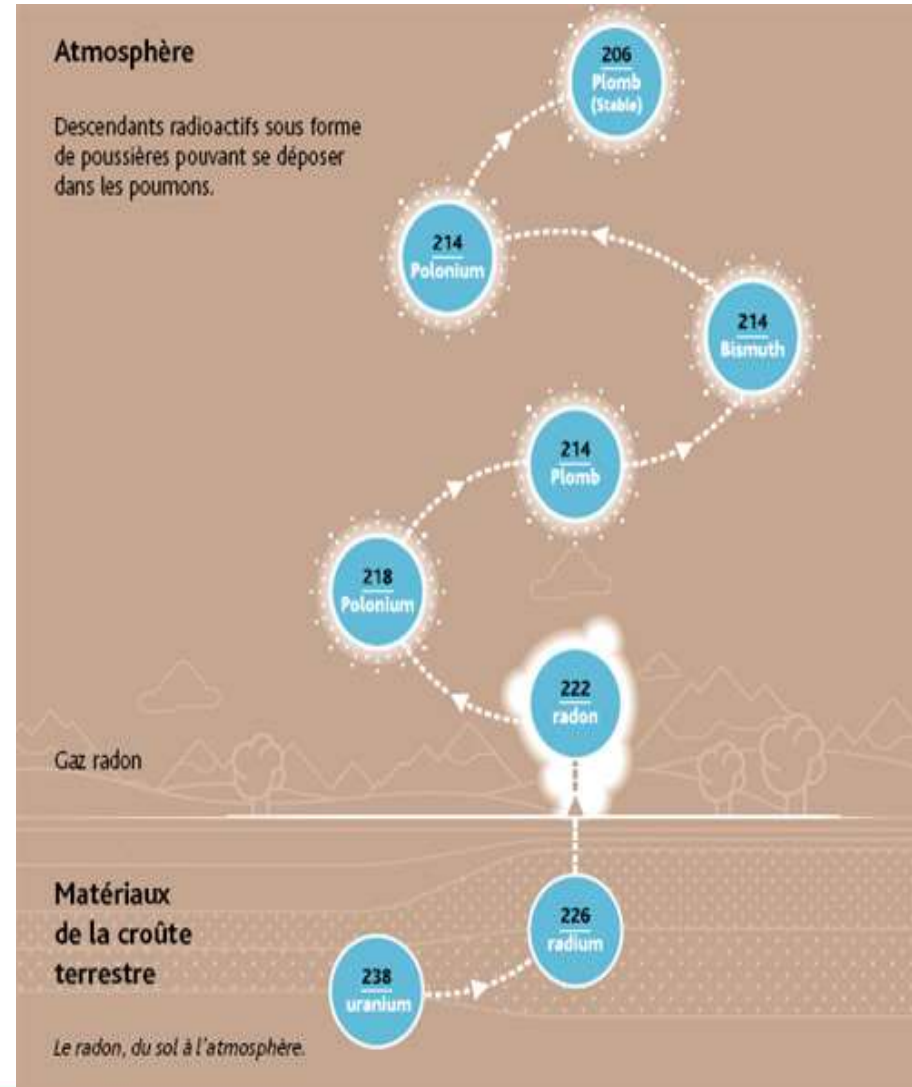 Atmosphère
Descendants radioactifs sous forme
de poussières pouvant se déposer
dans les poumons.
206
Plomb
(Stable)
214
Polonium
214
Bismuth
214
Plomb
218
Polonium
222
radon
Gaz radon
Matériaux
de la croûte
terrestre
226
radium
238
uranium
Le radon, du sol à l'atmosphère.